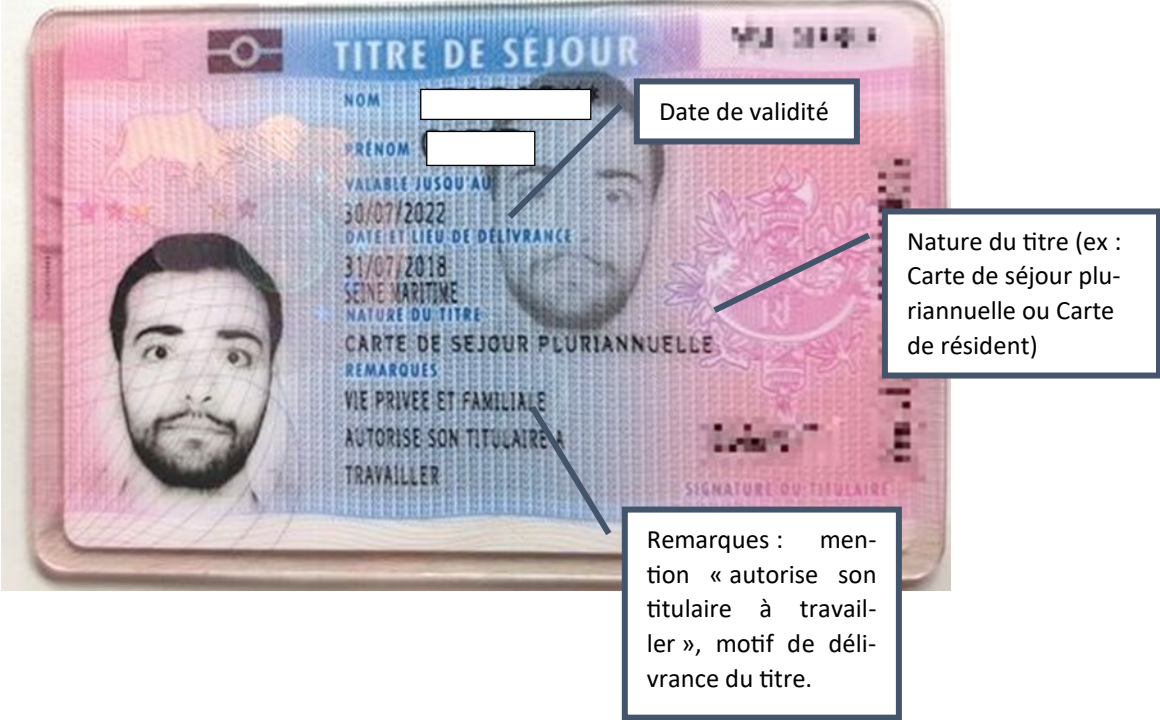 F
TITRE DE SÉJOUR
NOM
PRÉNOM
VALABLE JUSQU'AU
30/07/2022
DATE ET LIEU DE DÉLIVRANCE
31/07/2018
SEINE MARITIME
NATURE DU TITRE
CARTE DE SEJOUR PLURIANNUELLE
REMARQUES
VIE PRIVEE ET FAMILIALE
AUTORISE SON TITULAIRE A
TRAVAILLER
SIGNATURE DU TITULAIRE
Date de validité
Nature du titre (ex :
Carte de séjour plu-
riannuelle ou Carte
de résident)
Remarques : men-
tion « autorise son
titulaire à travail-
ler », motif de déli-
vrance du titre.